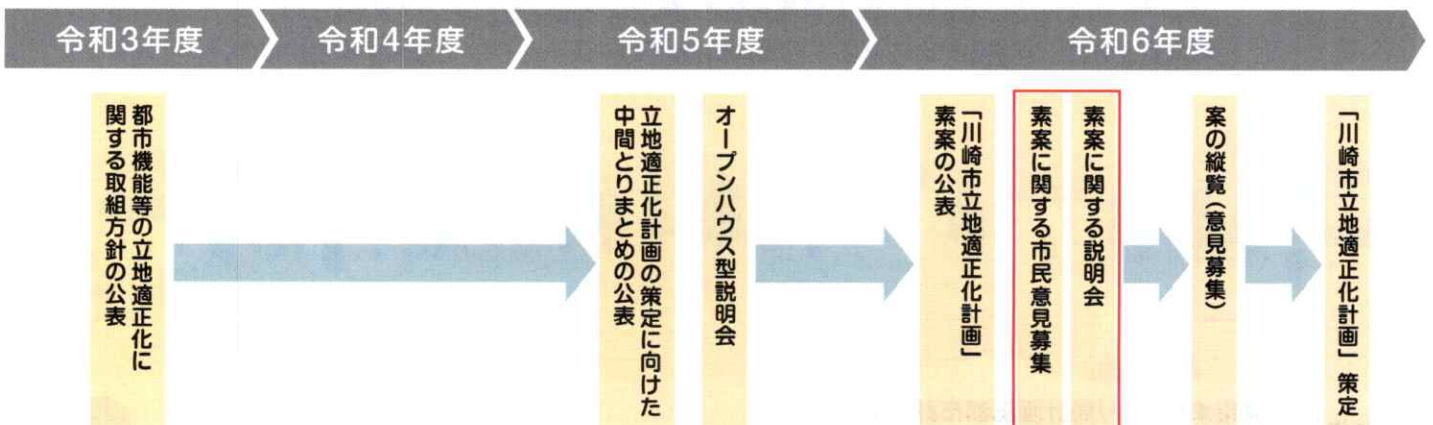 令和3年度
令和4年度
令和5年度
令和6年度
都市機能等の立地適正化に
関する取組方針の公表
立地適正化計画の策定に向けた
中間とりまとめの公表
オープンハウス型説明会
「川崎市立地適正化計画」
素案の公表
素案に関する説明会
素案に関する市民意見募集
案の縦覧(意見募集)
「川崎市立地適正化計画」策定